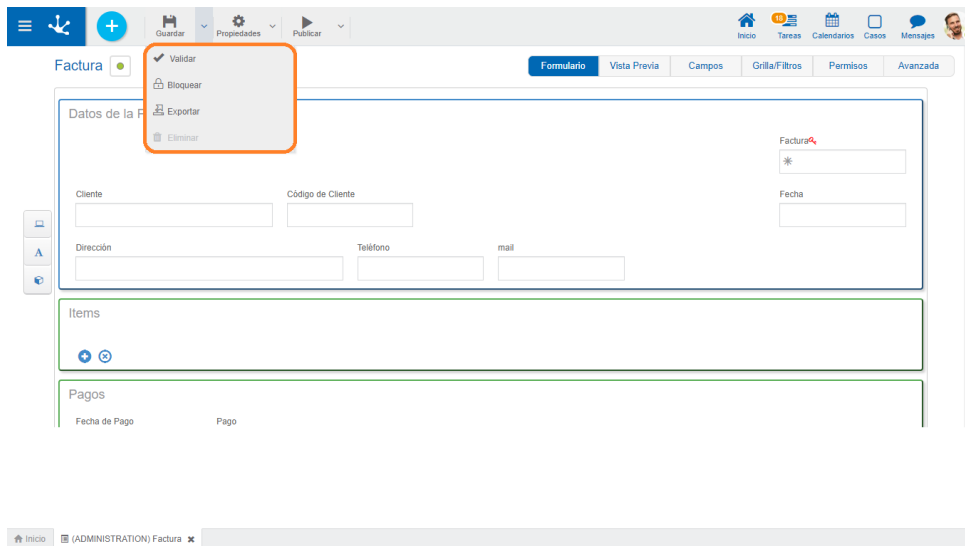 Guardar
Propiedades
Publicar
Inicio
18
Tareas
Calendarios
Casos
Mensajes
Factura
Validar
Bloquear
Exportar
Eliminar
Formulario
Vista Previa
Campos
Grilla/Filtros
Permisos
Avanzada
Datos de la F
Factura
Cliente
Código de Cliente
Fecha
Dirección
Teléfono
mail
A
Items
Pagos
Fecha de Pago
Pago
Inicio
(ADMINISTRATION) Factura